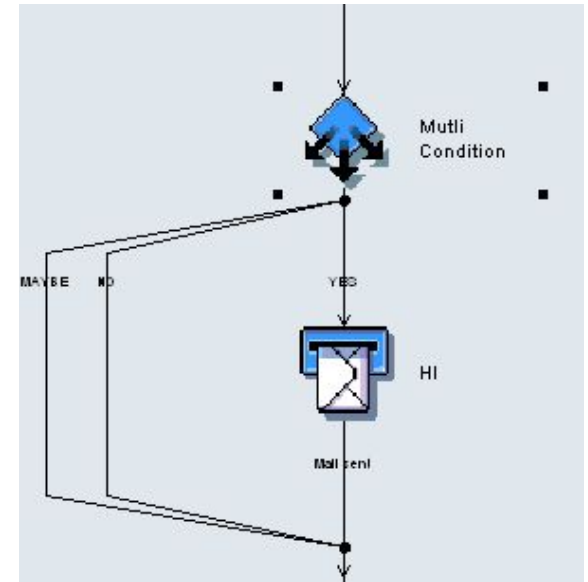 Mutli
Condition
MAYBE
NO
YES
HI
Mail sent